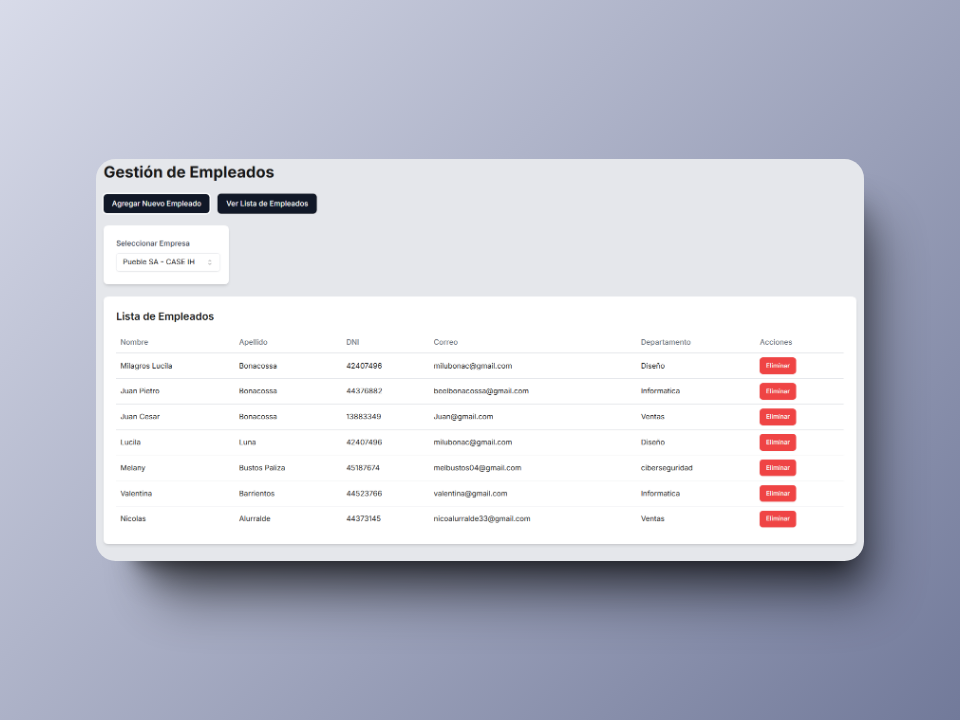 Gestión de Empleados
Agregar Nuevo Empleado Ver Lista de Empleados
Seleccionar Empresa
Pueble SA - CASE IH
Lista de Empleados
Nombre Apellido DNI Correo Departamento Acciones
Milagros Lucila Bonacossa 42407496 milubonac@gmail.com Diseño Eliminar
Juan Pietro Bonacossa 44376882 beelbonacossa@gmail.com Informatica Eliminar
Juan Cesar Bonacossa 13883349 Juan@gmail.com Ventas Eliminar
Lucila Luna 42407496 milubonac@gmail.com Diseño Eliminar
Melany Bustos Paliza 45187674 melbustos04@gmail.com ciberseguridad Eliminar
Valentina Barrientos 44523766 valentina@gmail.com Informatica Eliminar
Nicolas Alurralde 44373145 nicoalurralde33@gmail.com Ventas Eliminar